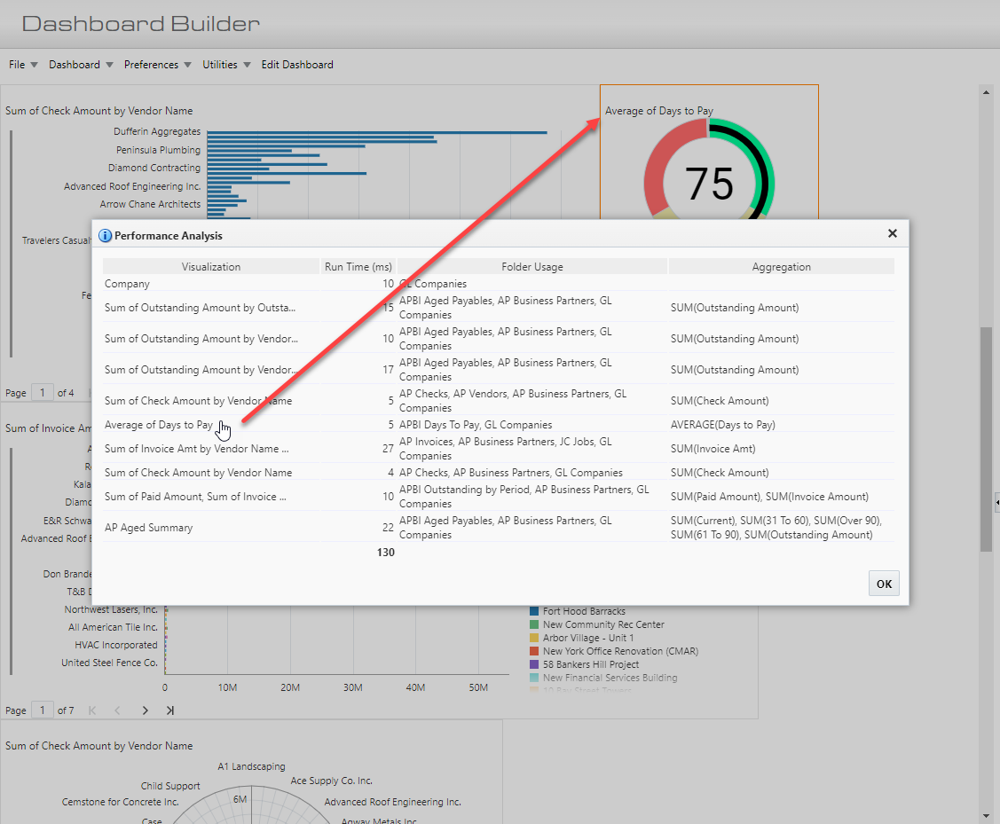 Dashboard Builder
File Dashboard Preferences Utilities Edit Dashboard
Sum of Check Amount by Vendor Name
Dufferin Aggregates
Peninsula Plumbing
Diamond Contracting
Advanced Roof Engineering Inc.
Arrow Chane Architects
Travelers Casual
Fe
Page 1 of 4
Average of Days to Pay
75
Performance Analysis
Visualization Run Time (ms) Folder Usage Aggregation
Company 10 GL Companies
Sum of Outstanding Amount by Outsta... 15 APBI Aged Payables, AP Business Partners, GL
Companies SUM(Outstanding Amount)
Sum of Outstanding Amount by Vendor... 10 APBI Aged Payables, AP Business Partners, GL
Companies SUM(Outstanding Amount)
Sum of Outstanding Amount by Vendor... 17 APBI Aged Payables, AP Business Partners, GL
Companies SUM(Outstanding Amount)
Sum of Check Amount by Vendor Name 5 AP Checks, AP Vendors, AP Business Partners, GL
Companies SUM(Check Amount)
Average of Days to Pay 5 APBI Days To Pay, GL Companies AVERAGE(Days to Pay)
Sum of Invoice Amt by Vendor Name ... 27 AP Invoices, AP Business Partners, JC Jobs, GL
Companies SUM(Invoice Amt)
Sum of Check Amount by Vendor Name 4 AP Checks, AP Business Partners, GL Companies SUM(Check Amount)
Sum of Paid Amount, Sum of Invoice ... 10 APBI Outstanding by Period, AP Business Partners, GL
Companies SUM(Paid Amount), SUM(Invoice Amount)
AP Aged Summary 22 APBI Aged Payables, AP Business Partners, GL
Companies SUM(Current), SUM(31 To 60), SUM(Over 90),
SUM(61 To 90), SUM(Outstanding Amount)
130
OK
Sum of Invoice Am
A
Ro
Kala
Diamo
E&R Schwa
Advanced Roof E
Don Brande
T&B D
Northwest Lasers, Inc.
All American Tile Inc.
HVAC Incorporated
United Steel Fence Co.
0 10M 20M 30M 40M 50M
Fort Hood Barracks
New Community Rec Center
Arbor Village - Unit 1
New York Office Renovation (CMAR)
58 Bankers Hill Project
New Financial Services Building
10 Bay Street Towers
Page 1 of 7
Sum of Check Amount by Vendor Name
A1 Landscaping
Child Support
Ace Supply Co. Inc.
Cemstone for Concrete Inc.
6M
Advanced Roof Engineering Inc.
Case
Agway Metals Inc.